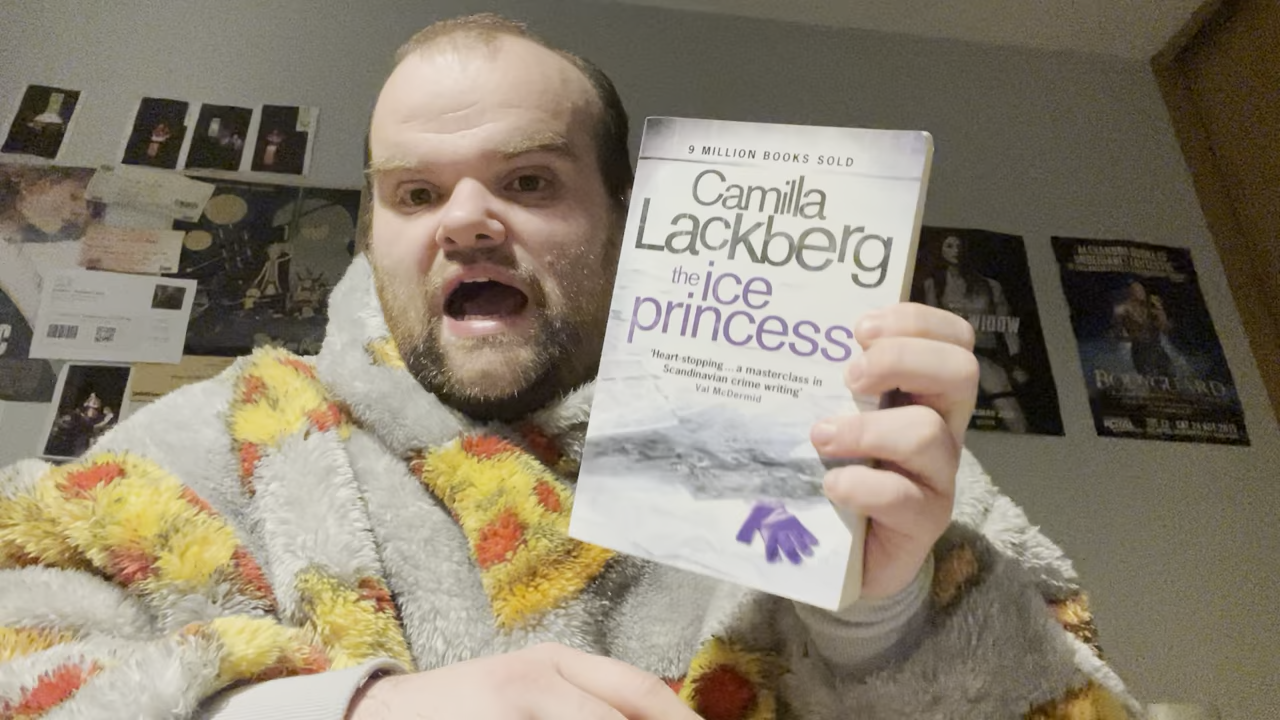 9 MILLION BOOKS SOLD
Camilla
Lackberg
the ice
princess
'Heart-stopping... a masterclass in
Scandinavian crime writing'
Val McDermid
WIDOW
BODYGUARD